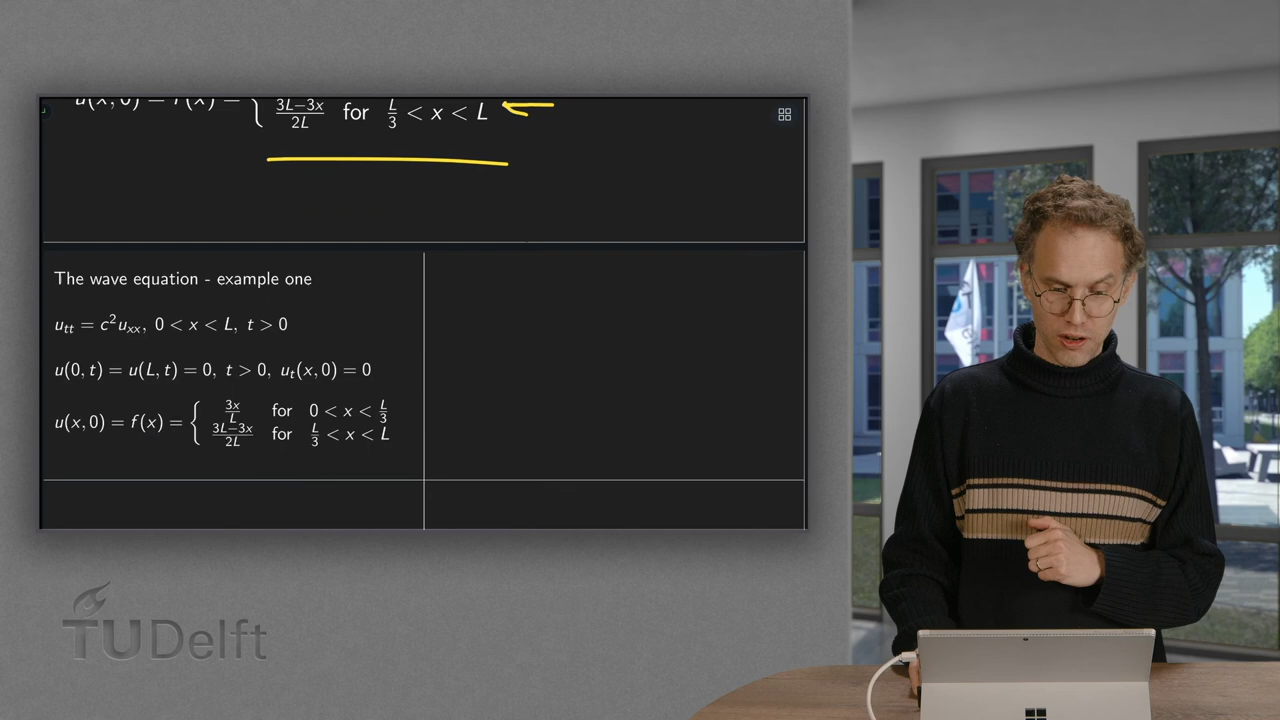 u(x, 0) = f(x) = { 3L−3x/2L for L/3 < x < L
The wave equation - example one
u_tt = c²u_xx, 0 < x < L, t > 0
u(0, t) = u(L, t) = 0, t > 0, u_t(x, 0) = 0
u(x, 0) = f(x) = { 3x/L for 0 < x < L/3
3L−3x/2L for L/3 < x < L
TUDelft